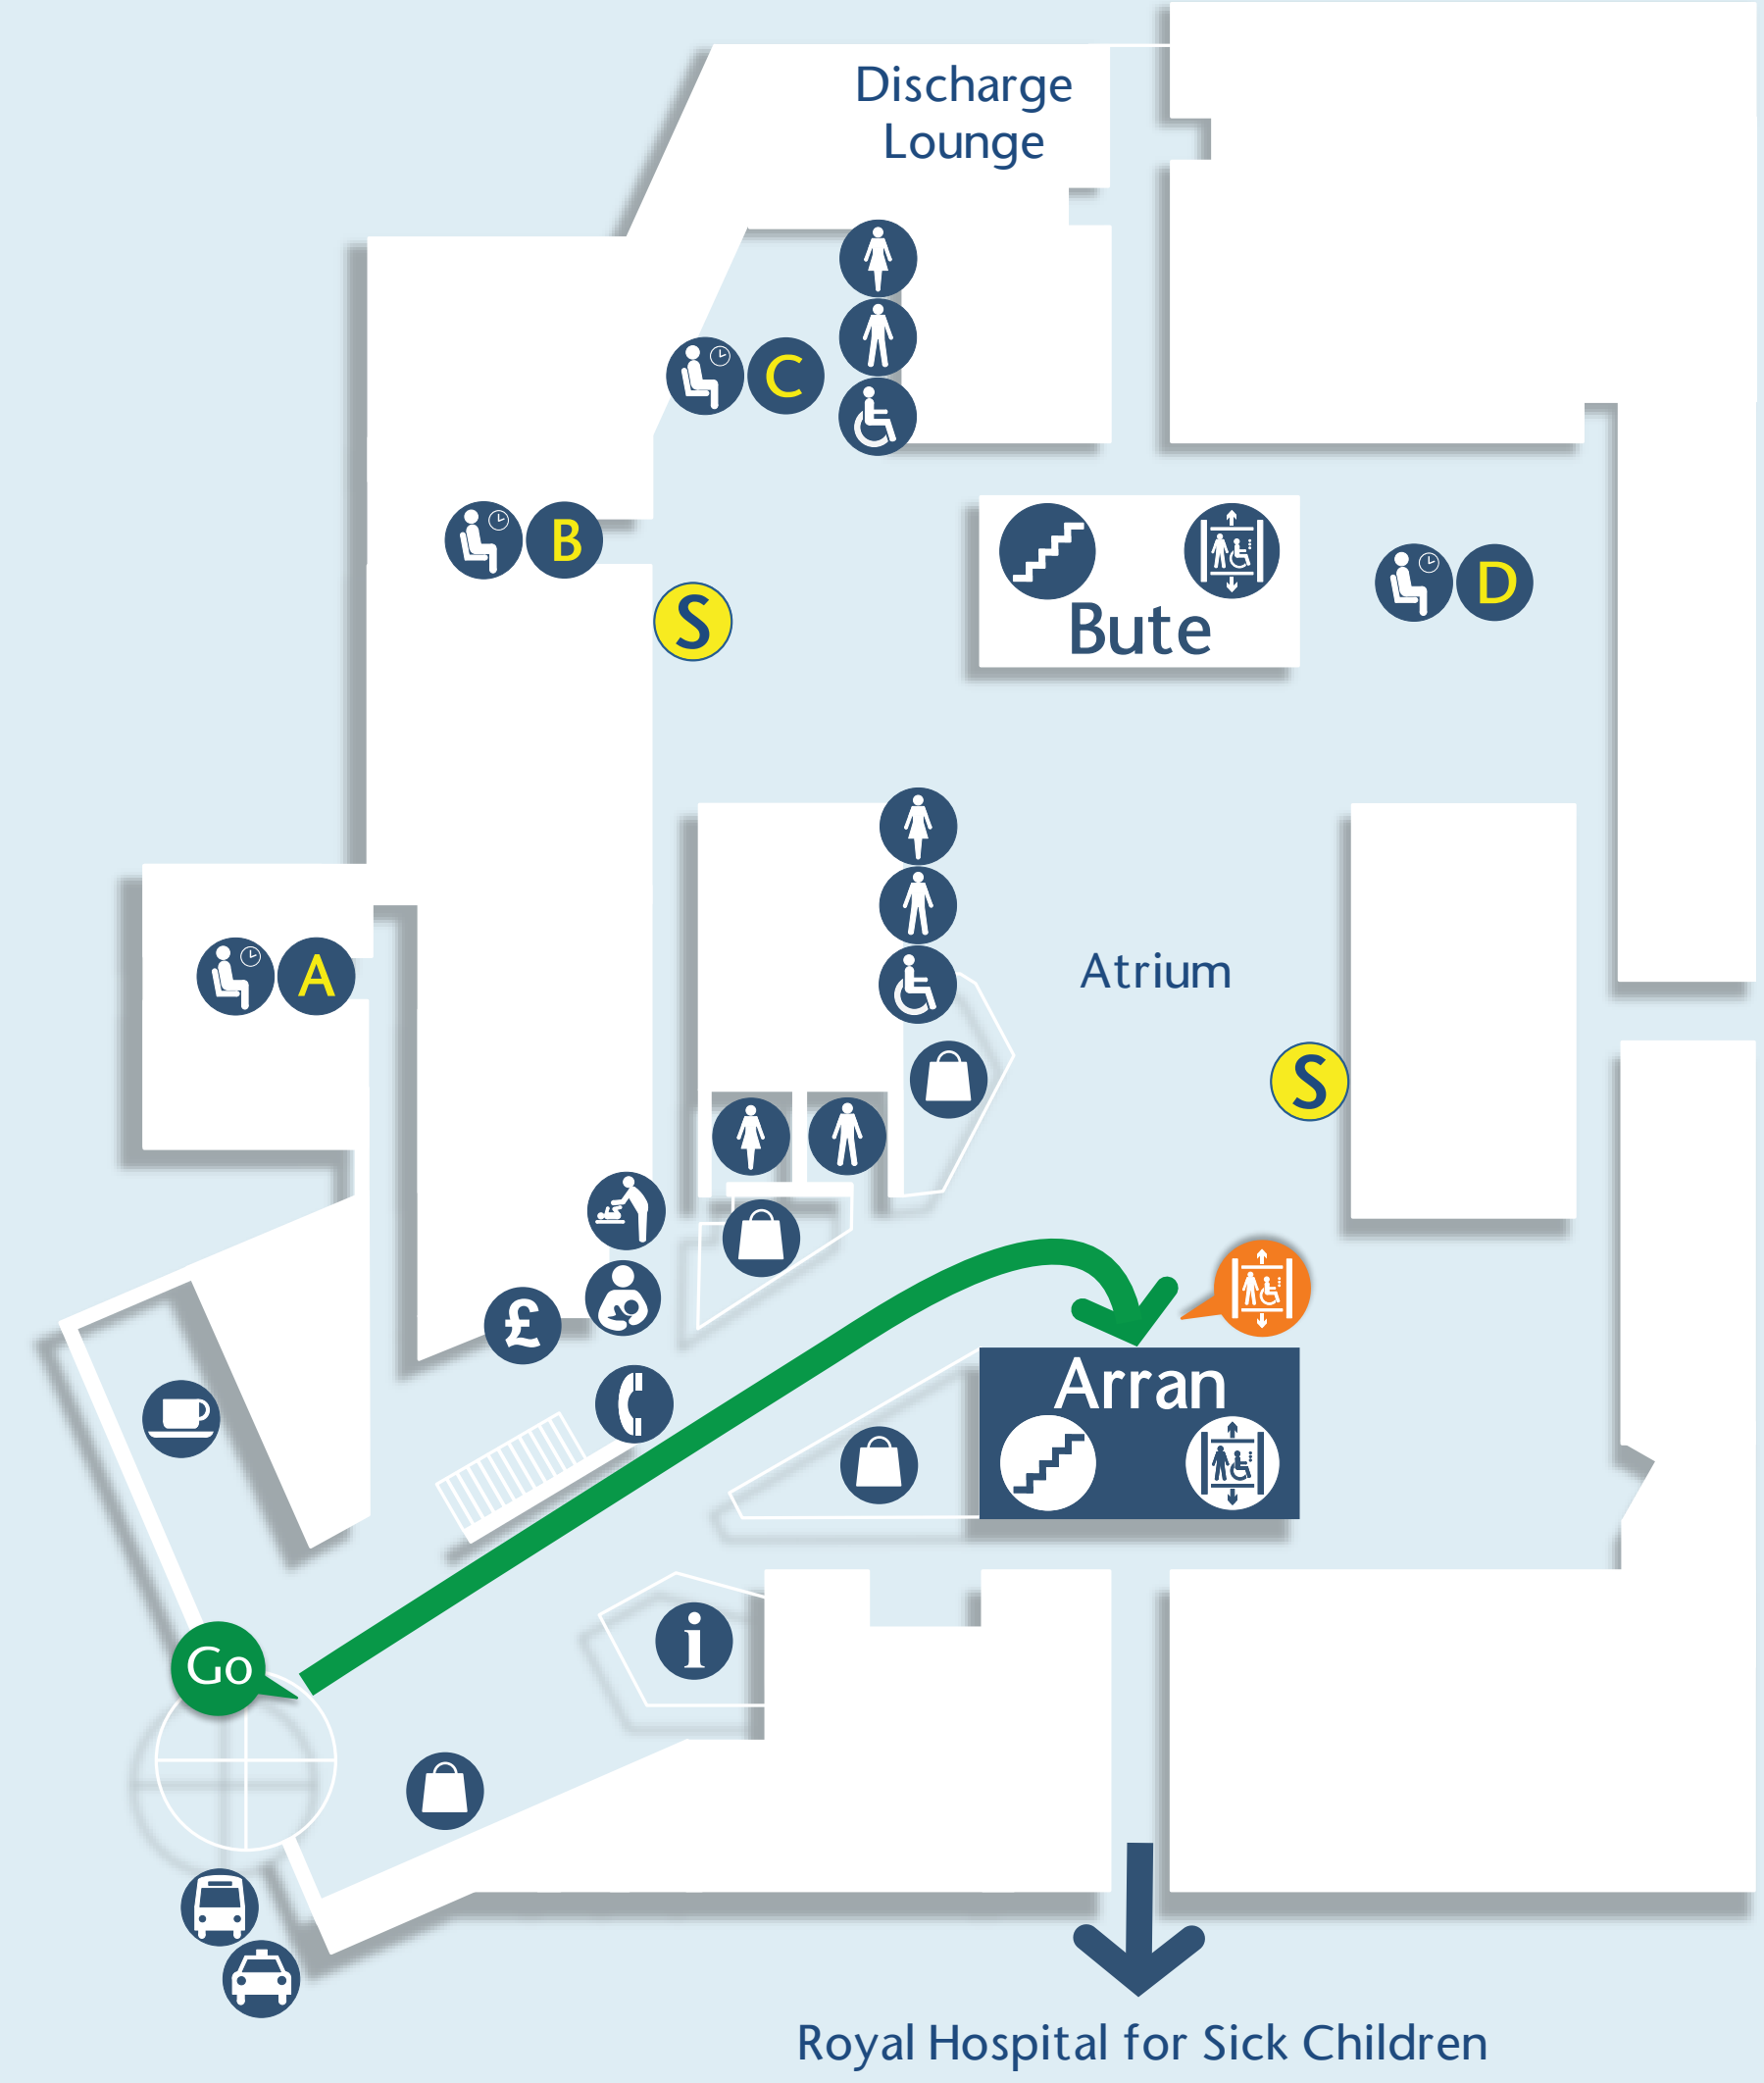 Discharge
Lounge
C
B
S
Bute
D
A
Atrium
S
£
Arran
i
Go
Royal Hospital for Sick Children